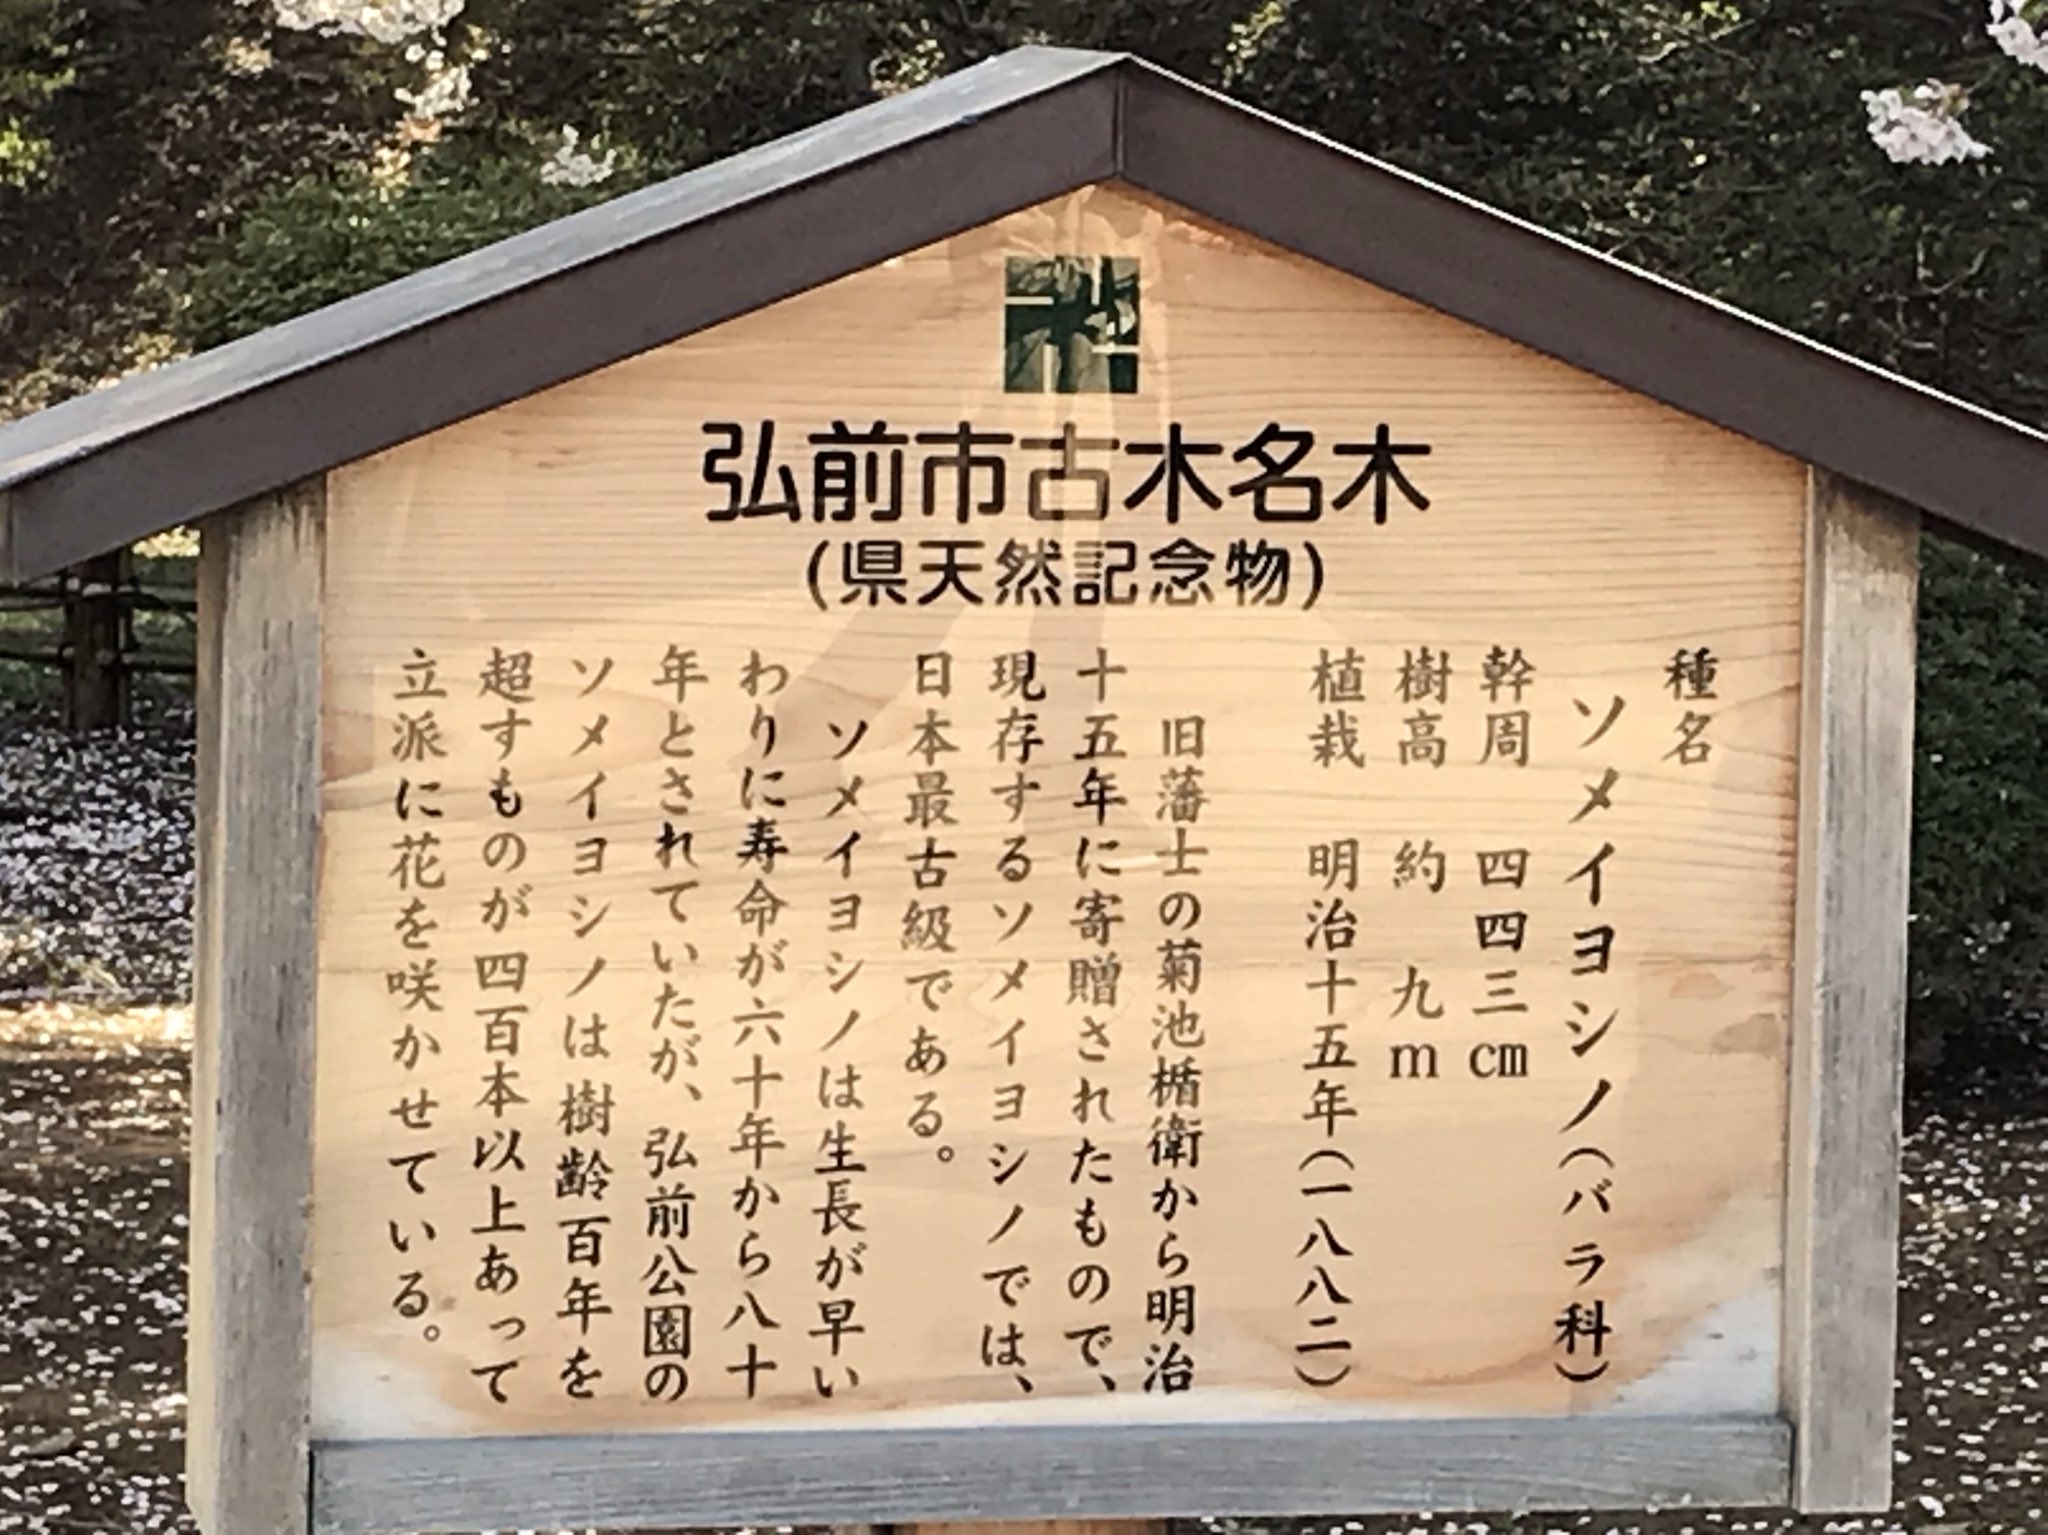 弘前市古木名木
(県天然記念物)
種名
ソメイヨシノ(バラ科)
幹周 四四三cm
樹高 約 九m
植栽 明治十五年(一八八二)
旧藩士の菊池楯衛から明治
十五年に寄贈されたもので、
現存するソメイヨシノでは、
日本最古級である。
ソメイヨシノは生長が早い
わりに寿命が六十年から八十
年とされていたが、弘前公園の
ソメイヨシノは樹齢百年を
超すものが四百本以上あって
立派に花を咲かせている。